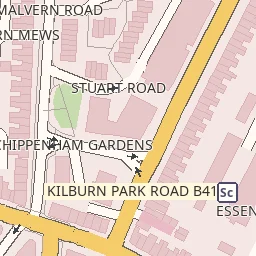 MALVERN ROAD
RN MEWS
STUART ROAD
CHIPPENHAM GARDENS
KILBURN PARK ROAD B41
Sc
ESSEN